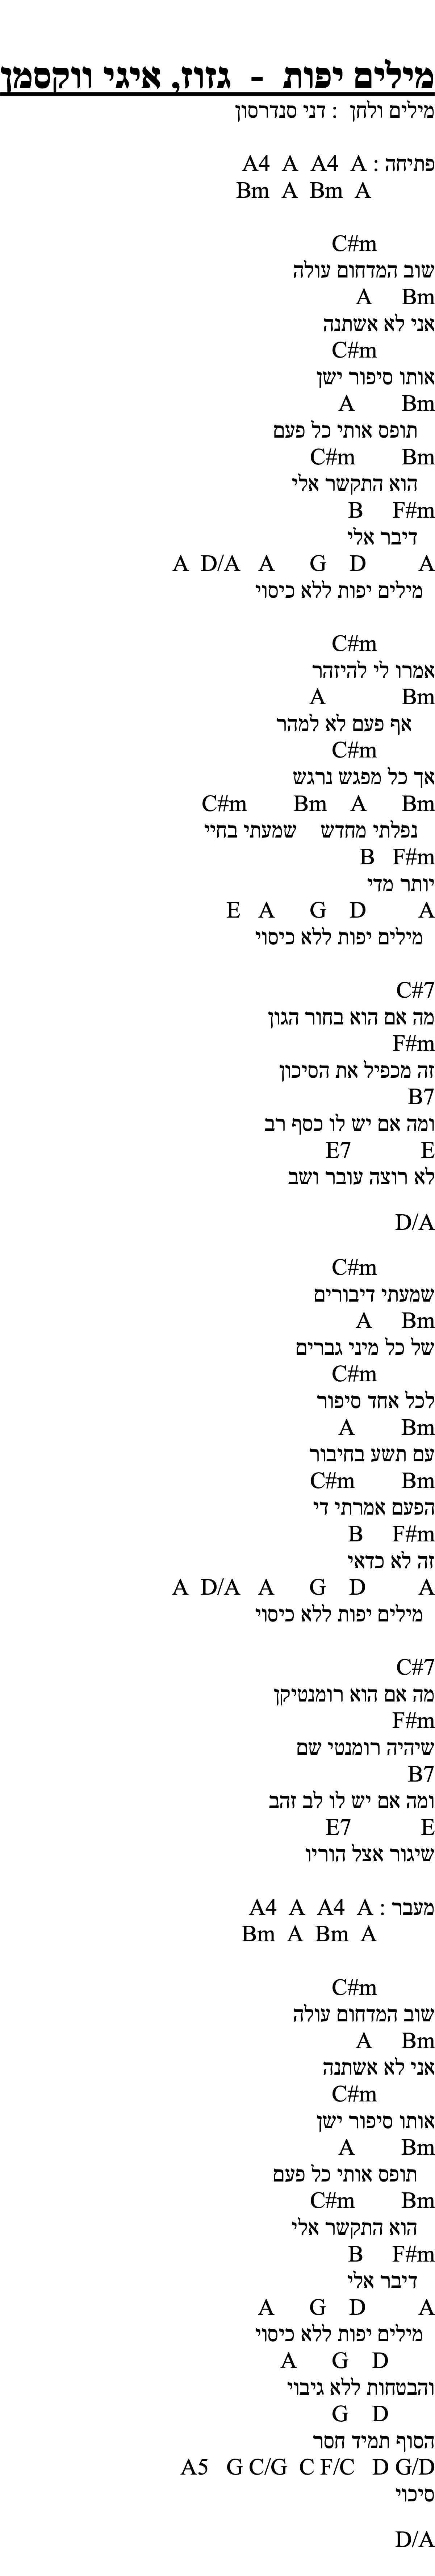 מילים יפות  -  גזוז, איגי ווקסמן
מילים ולחן : דני סנדרסון
פתיחה : A4 A A4 A
Bm A Bm A
C#m
שוב המדחום עולה
A Bm
אני לא אשתנה
C#m
אותו סיפור ישן
A Bm
תופס אותי כל פעם
C#m Bm
הוא התקשר אלי
B F#m
דיבר אלי
A D/A A G D A
מילים יפות ללא כיסוי
C#m
אמרו לי להיזהר
A Bm
אף פעם לא למהר
C#m
אך כל מפגש נרגש
C#m Bm A Bm
נפלתי מחדש שמעתי בחיי
B F#m
יותר מדי
E A G D A
מילים יפות ללא כיסוי
C#7
מה אם הוא בחור הגון
F#m
זה מכפיל את הסיכון
B7
ומה אם יש לו כסף רב
E7 E
לא רוצה עובר ושב
D/A
C#m
שמעתי דיבורים
A Bm
של כל מיני גברים
C#m
לכל אחד סיפור
A Bm
עם תשע בחיבור
C#m Bm
הפעם אמרתי די
B F#m
זה לא כדאי
A D/A A G D A
מילים יפות ללא כיסוי
C#7
מה אם הוא רומנטיקן
F#m
שיהיה רומנטי שם
B7
ומה אם יש לו לב זהב
E7 E
שיגור אצל הוריו
מעבר : A4 A A4 A
Bm A Bm A
C#m
שוב המדחום עולה
A Bm
אני לא אשתנה
C#m
אותו סיפור ישן
A Bm
תופס אותי כל פעם
C#m Bm
הוא התקשר אלי
B F#m
דיבר אלי
A G D A
מילים יפות ללא כיסוי
A G D
והבטחות ללא גיבוי
G D
הסוף תמיד חסר
A5 G C/G C F/C D G/D
סיכוי
D/A